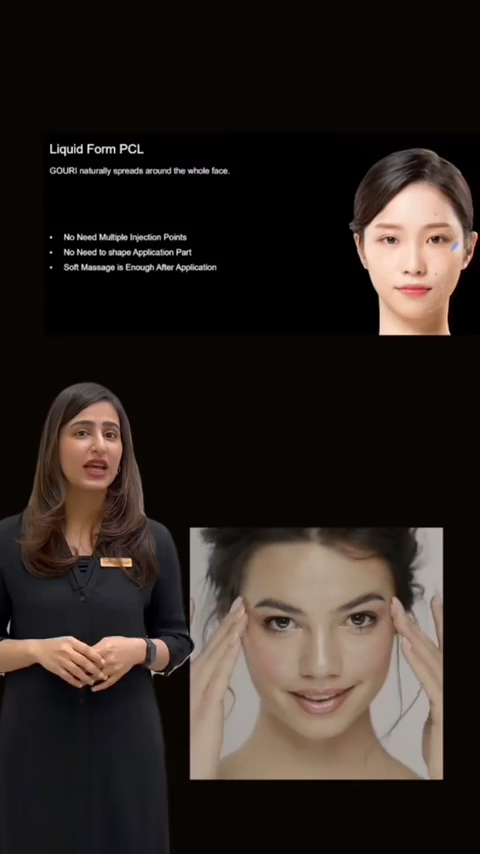 Liquid Form PCL
GOURI naturally spreads around the whole face.
• No Need Multiple Injection Points
• No Need to shape Application Part
• Soft Massage is Enough After Application